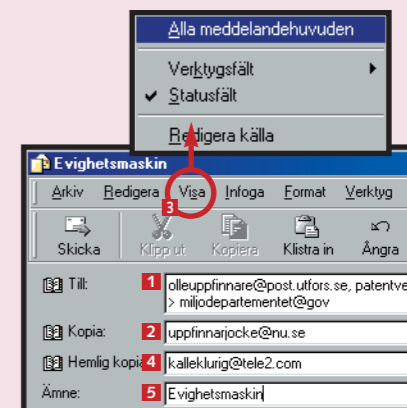 Alla meddelandehuvuden
Verktygsfält
Statusfält
Redigera källa
Evighetsmaskin
Arkiv Redigera Visa Infoga Format Verktyg
3
Skicka Klipp ut Kopiera Klistra in Ångra
Till: 1 olleuppfinnare@post.utfors.se, patentve
> miljodepartementet@gov
Kopia: 2 uppfinnarjocke@nu.se
Hemlig kopia 4 kalleklurig@tele2.com
Ämne: 5 Evighetsmaskin